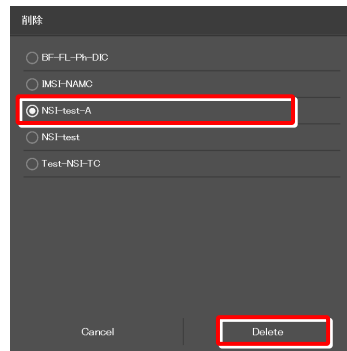 削除
BF-FL-Ph-DIC
IMSI-NAMC
NSI-test-A
NSI-test
Test-NSI-TC
Cancel
Delete